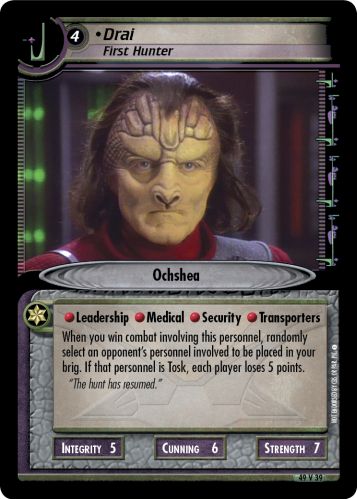 4
•Drai
First Hunter
Ochshea
Leadership Medical Security Transporters
When you win combat involving this personnel, randomly
select an opponent's personnel involved to be placed in your
brig. If that personnel is Tosk, each player loses 5 points.
"The hunt has resumed."
INTEGRITY 5 CUNNING 6 STRENGTH 7
49 V 39